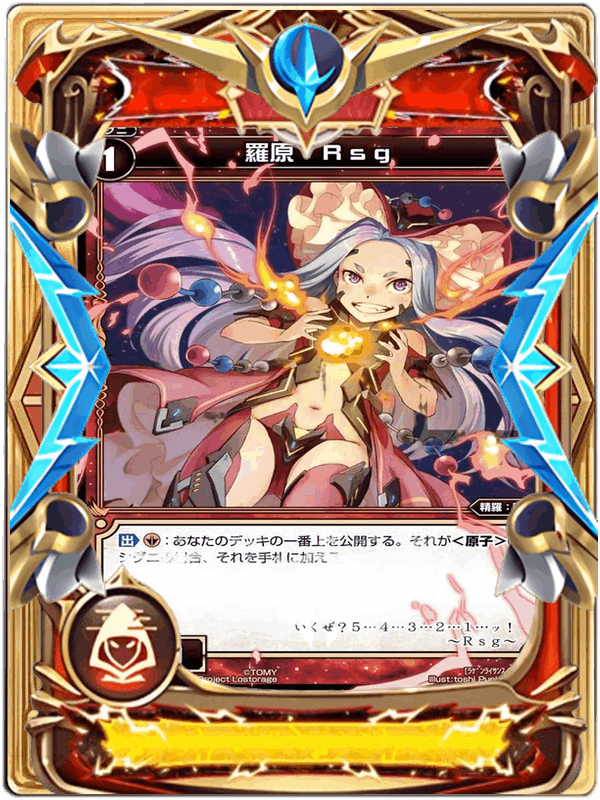 1
羅原 Rsg
精羅：
出 ：あなたのデッキの一番上を公開する。それが<原子>の
シグニの場合、それを手札に加え
いくぜ？５…４…３…２…１…ッ！
～Ｒｓｇ～
©TOMY
Project Lostorage
Illust:toshi Punk